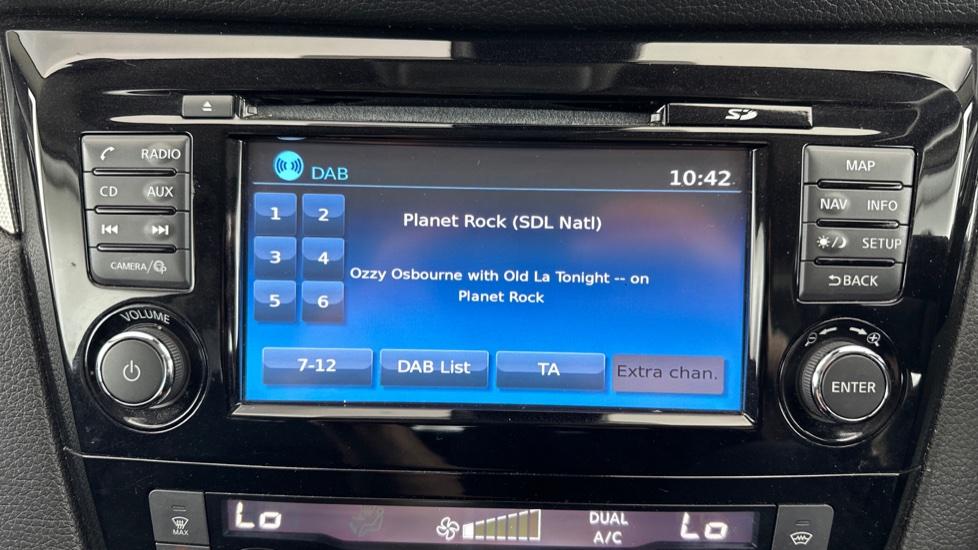 SD
RADIO
CD AUX
CAMERA/
VOLUME
DAB 10:42
1 2
3 4
5 6
Planet Rock (SDL Natl)
Ozzy Osbourne with Old La Tonight -- on
Planet Rock
7-12 DAB List TA Extra chan.
MAP
NAV INFO
SETUP
BACK
ENTER
MAX
Lo
DUAL
A/C
Lo